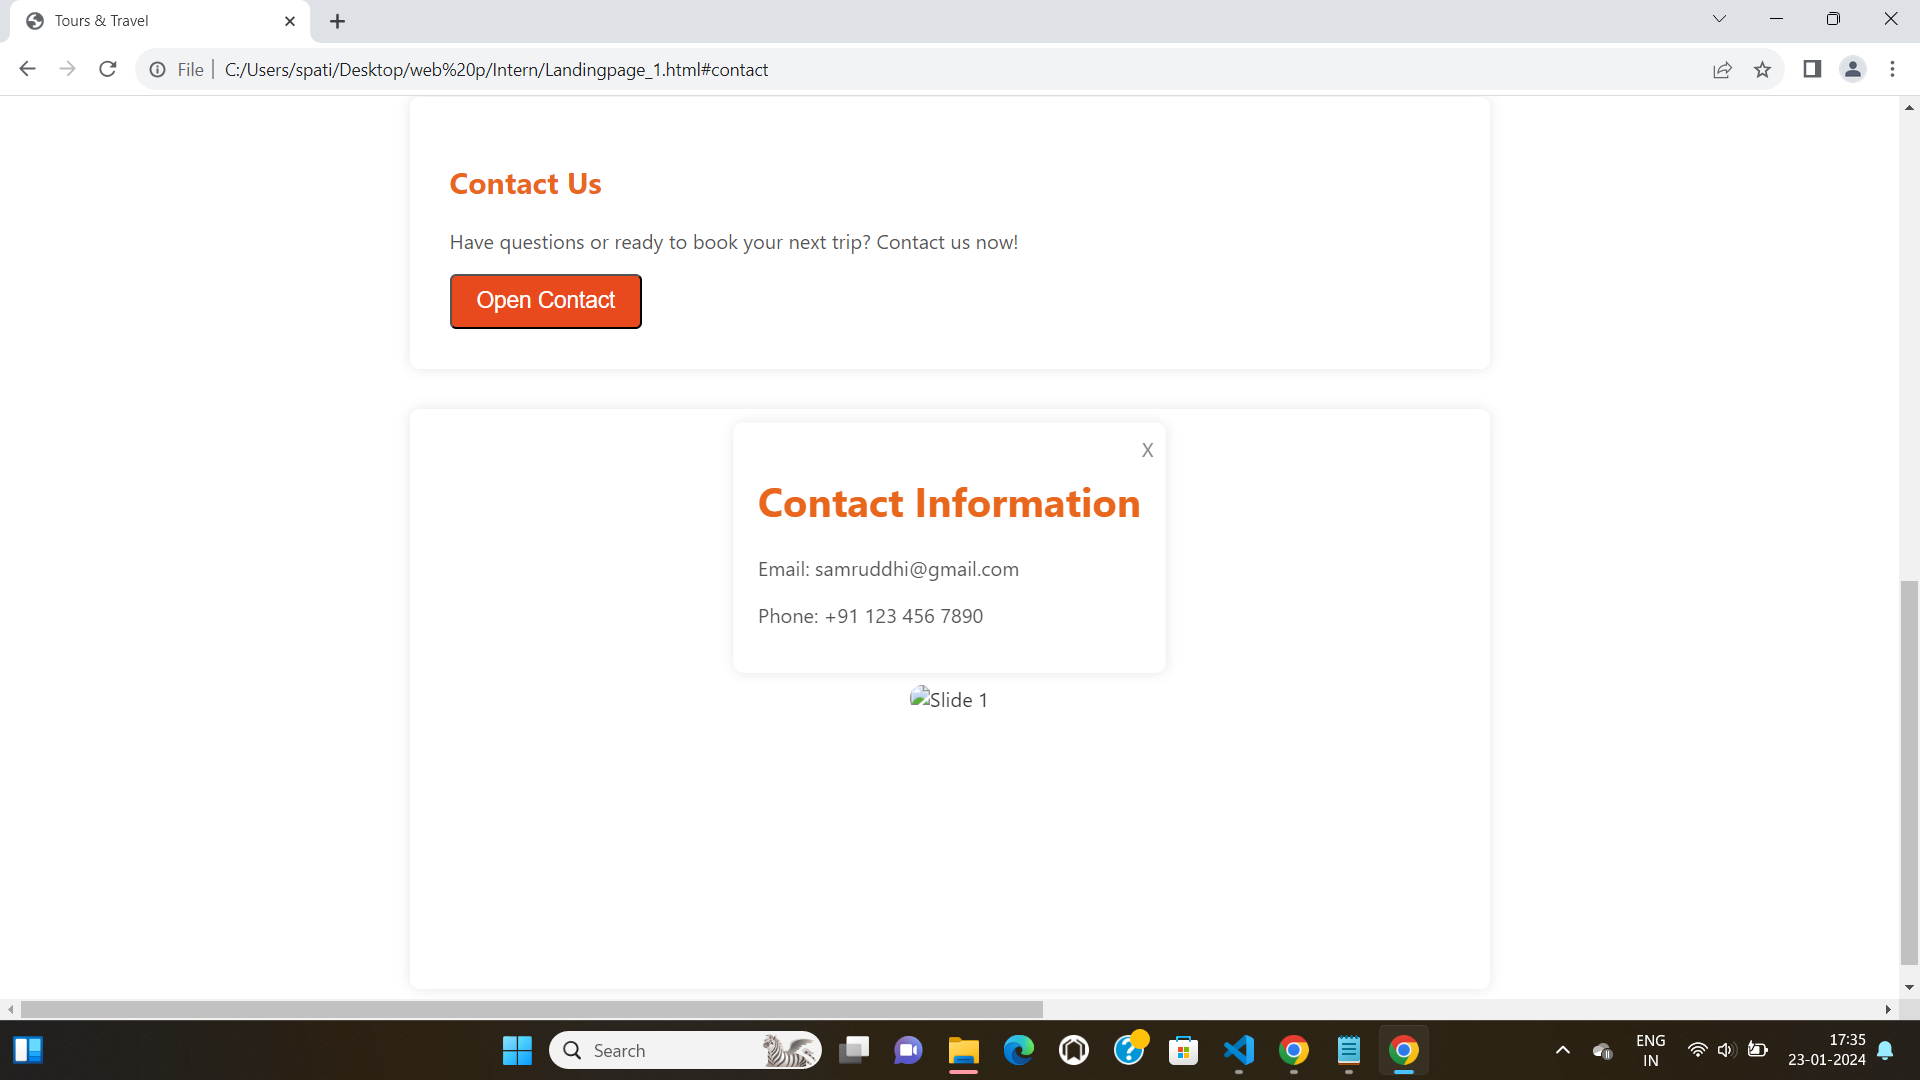 Tours & Travel
File
C:/Users/spati/Desktop/web%20p/Intern/Landingpage_1.html#contact
Contact Us
Have questions or ready to book your next trip? Contact us now!
Open Contact
X
Contact Information
Email: samruddhi@gmail.com
Phone: +91 123 456 7890
Slide 1
Search
ENG
IN
17:35
23-01-2024